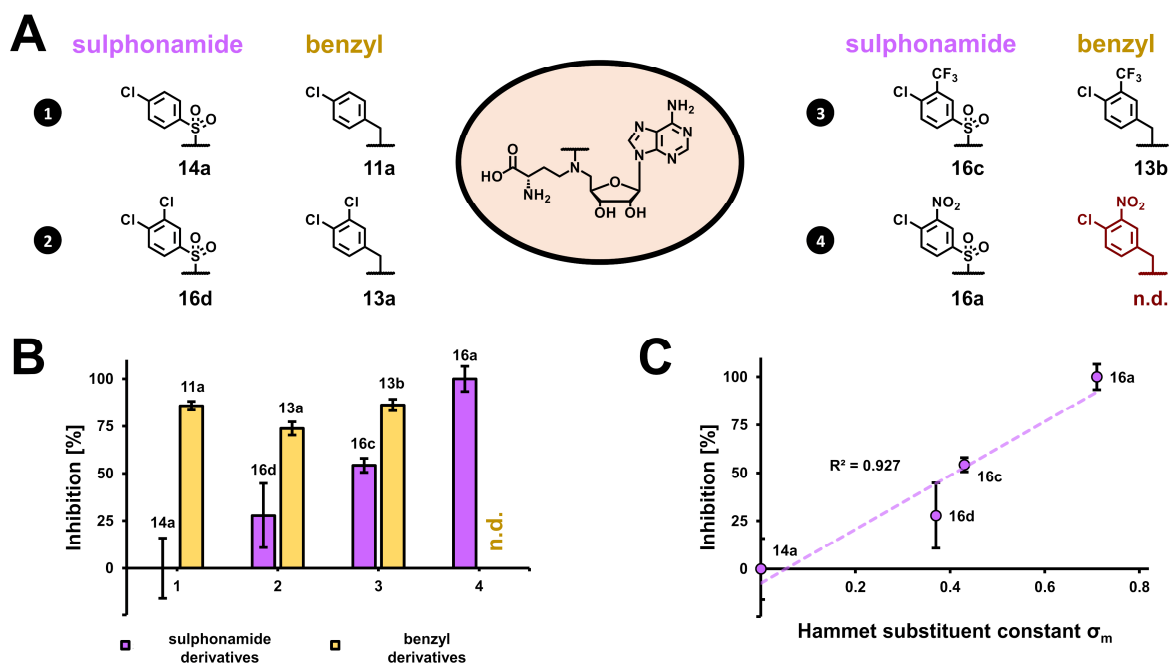 A
sulphonamide
benzyl
sulphonamide
benzyl
1
Cl
O
S
O
14a
Cl
11a
3
CF3
Cl
O
S
O
16c
CF3
Cl
13b
2
Cl
Cl
O
S
O
16d
Cl
Cl
13a
4
NO2
Cl
O
S
O
16a
NO2
Cl
n.d.
NH2
N
N
N
N
O
HO
NH2
N
O
OH
OH
B
Inhibition [%]
100
75
50
25
0
14a
11a
16d
13a
16c
13b
16a
n.d.
1
2
3
4
sulphonamide
derivatives
benzyl
derivatives
C
Inhibition [%]
100
75
50
25
0
14a
16d
16c
16a
R² = 0.927
0.2
0.4
0.6
0.8
Hammet substituent constant σm